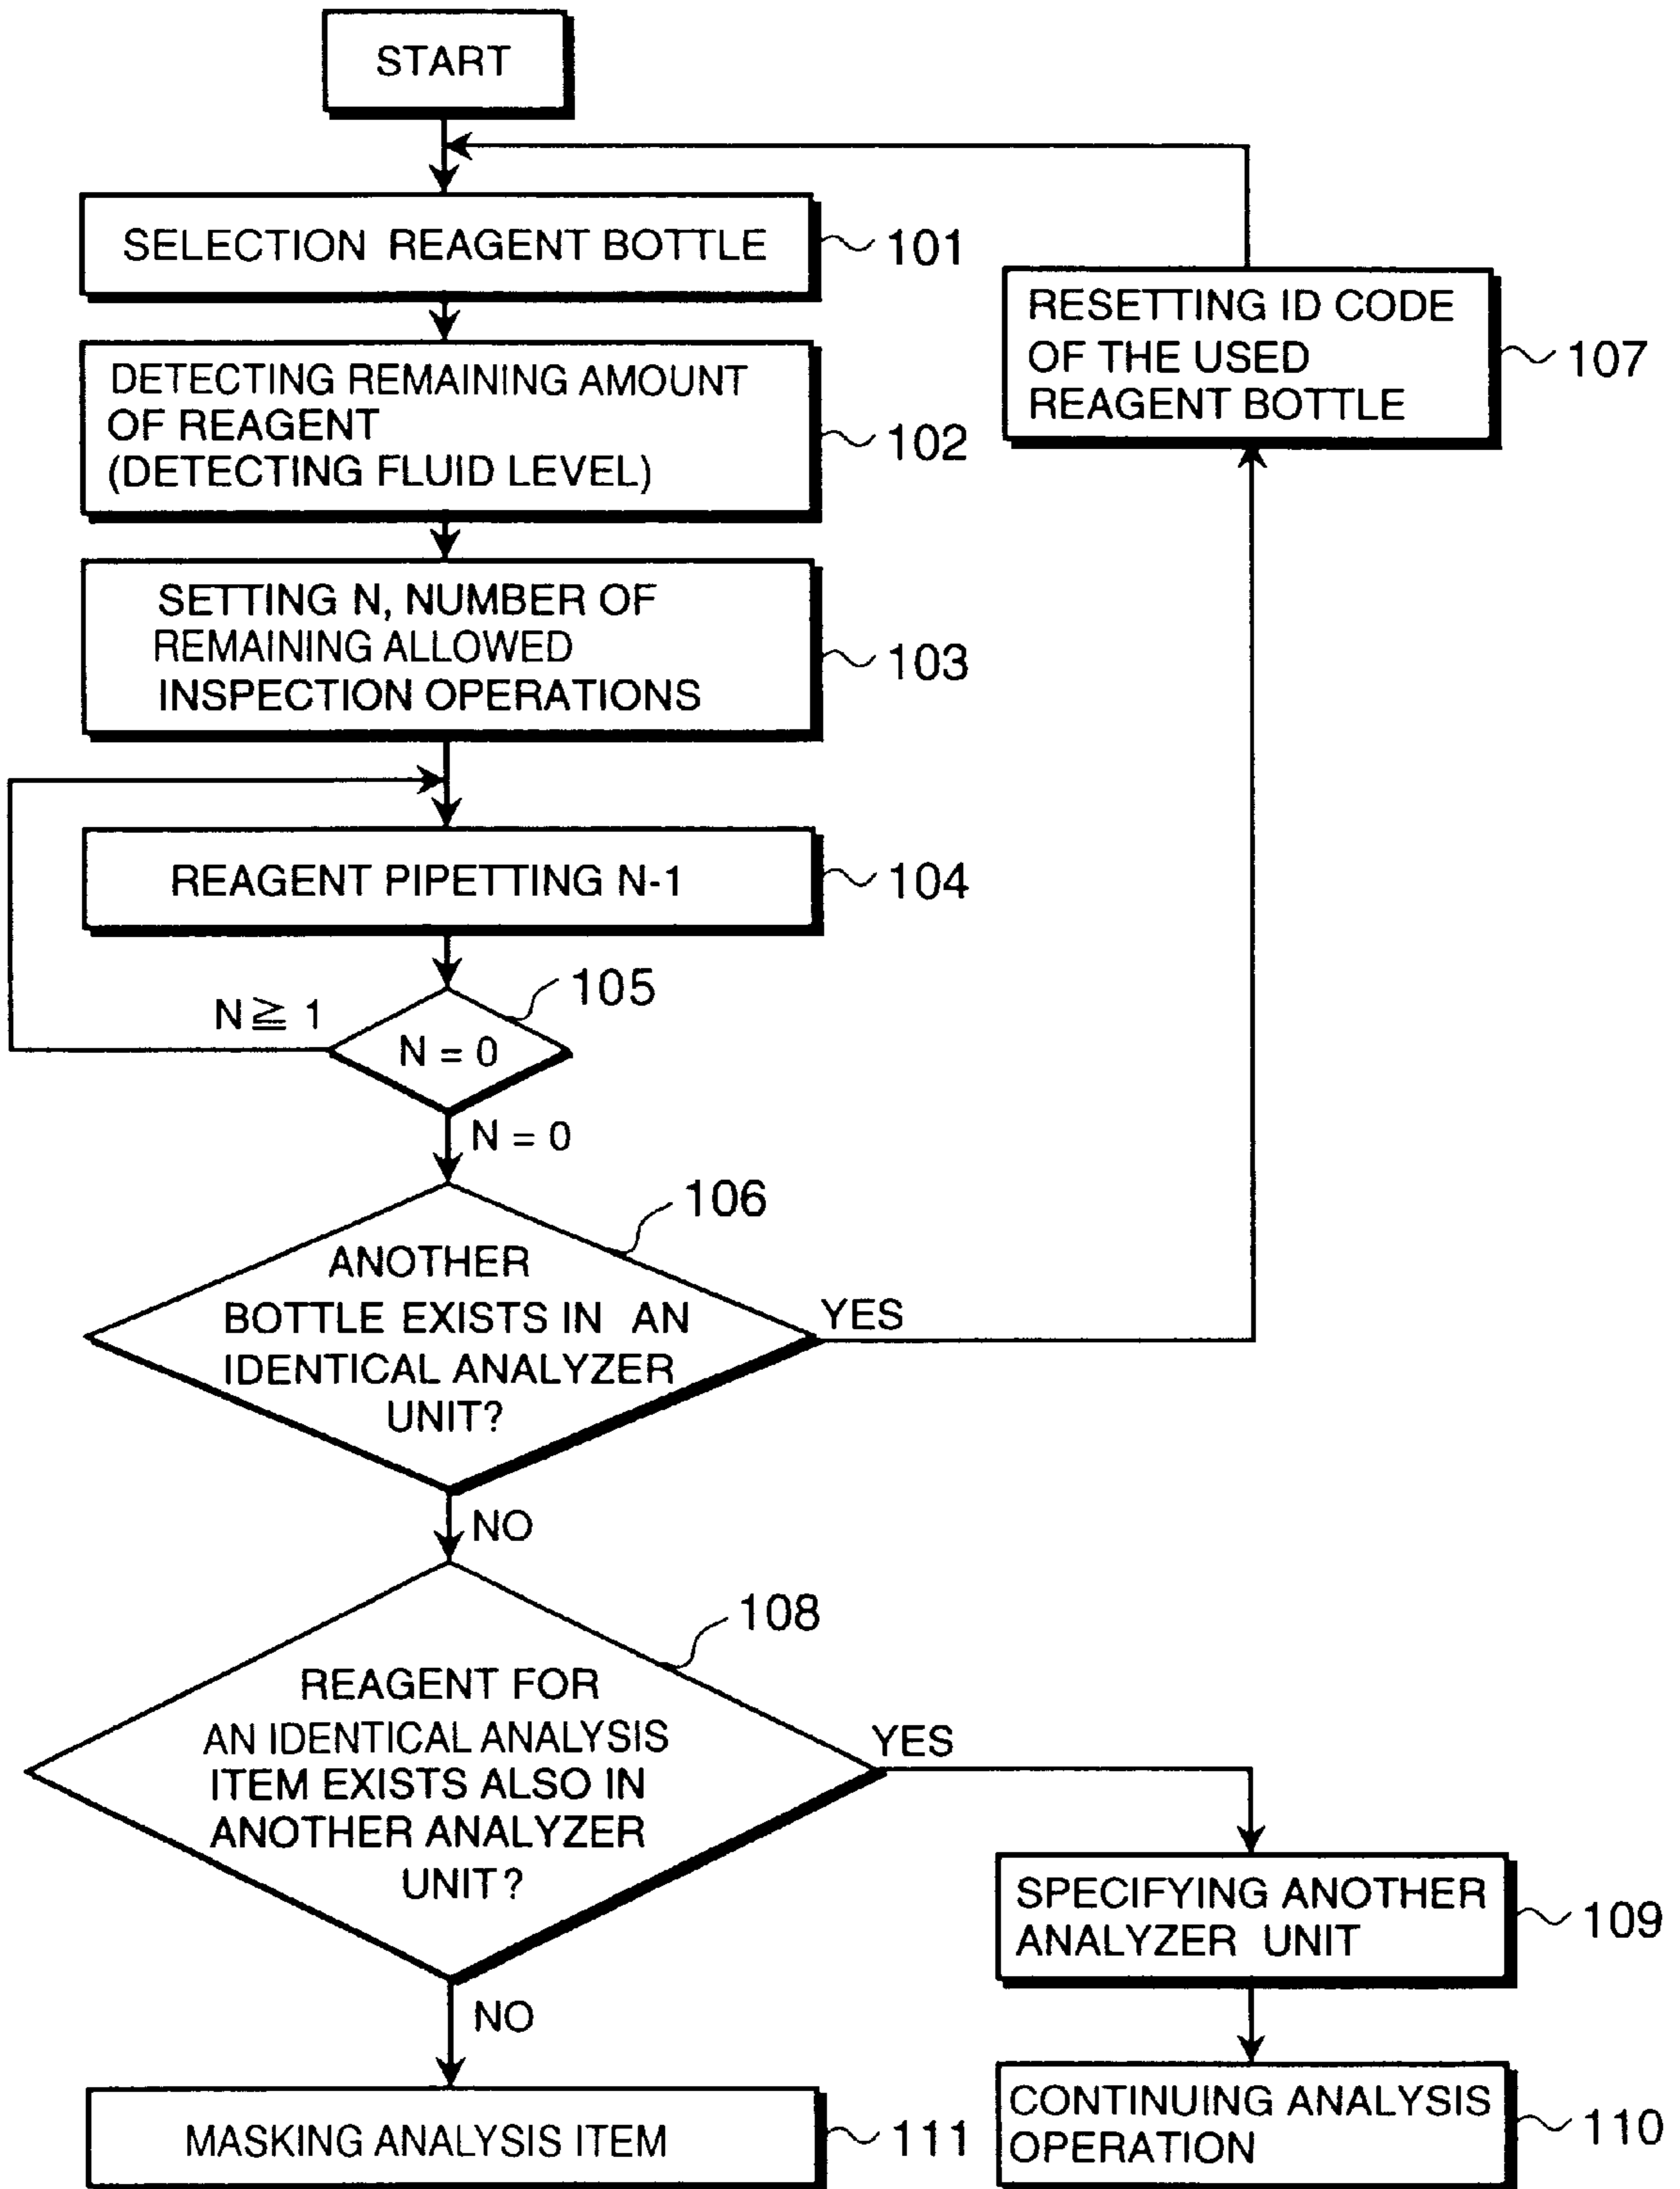 START
SELECTION REAGENT BOTTLE
101
DETECTING REMAINING AMOUNT
OF REAGENT
(DETECTING FLUID LEVEL)
102
RESETTING ID CODE
OF THE USED
REAGENT BOTTLE
107
SETTING N, NUMBER OF
REMAINING ALLOWED
INSPECTION OPERATIONS
103
REAGENT PIPETTING N-1
104
105
N≧ 1
N = 0
N = 0
106
ANOTHER
BOTTLE EXISTS IN AN
IDENTICAL ANALYZER
UNIT?
YES
NO
108
REAGENT FOR
AN IDENTICAL ANALYSIS
ITEM EXISTS ALSO IN
ANOTHER ANALYZER
UNIT?
YES
SPECIFYING ANOTHER
ANALYZER UNIT
109
NO
CONTINUING ANALYSIS
OPERATION
110
MASKING ANALYSIS ITEM
111